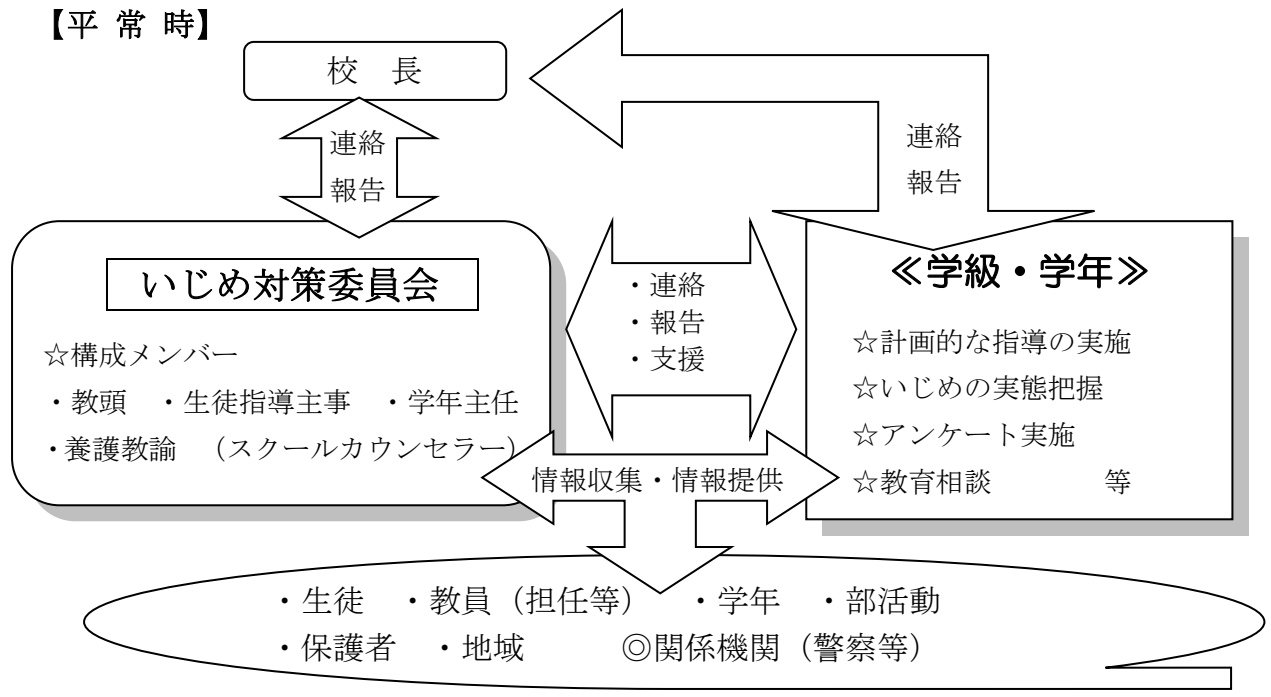 【平 常 時】
校　長
連絡
報告
連絡
報告
いじめ対策委員会
☆構成メンバー
・教頭　・生徒指導主事　・学年主任
・養護教諭　（スクールカウンセラー）
・連絡
・報告
・支援
≪学級・学年≫
☆計画的な指導の実施
☆いじめの実態把握
☆アンケート実施
☆教育相談　　　　等
情報収集・情報提供
・生徒　・教員（担任等）　・学年　・部活動
・保護者　・地域　　　◎関係機関（警察等）